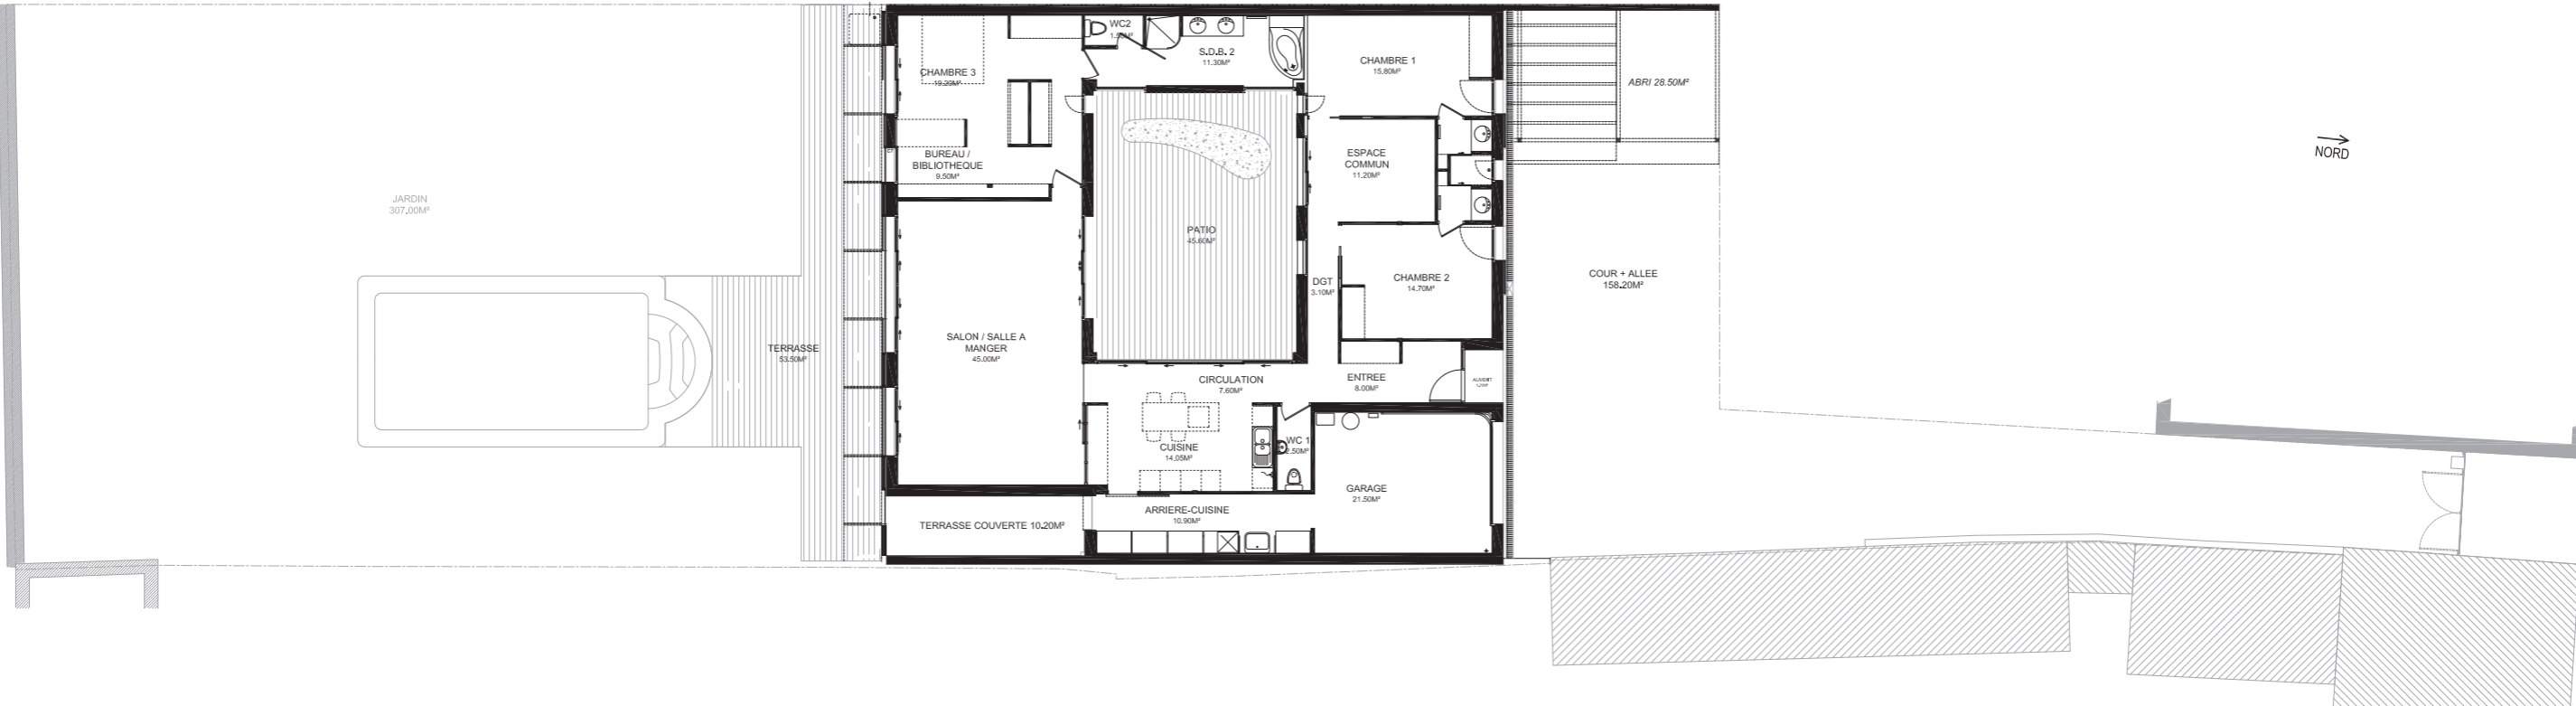 WC2
S.D.B. 2
11.30M²
CHAMBRE 1
15.80M²
CHAMBRE 3
19.20M²
ABRI 28.50M²
NORD
BUREAU /
BIBLIOTHEQUE
9.50M²
ESPACE
COMMUN
11.20M²
JARDIN
307.00M²
PATIO
45.60M²
DGT
3.10M²
CHAMBRE 2
14.70M²
COUR + ALLEE
158.20M²
SALON / SALLE A
MANGER
45.00M²
TERRASSE
53.50M²
CIRCULATION
7.60M²
ENTREE
8.00M²
CUISINE
14.05M²
WC 1
2.50M²
GARAGE
21.50M²
ARRIERE-CUISINE
10.90M²
TERRASSE COUVERTE 10.20M²